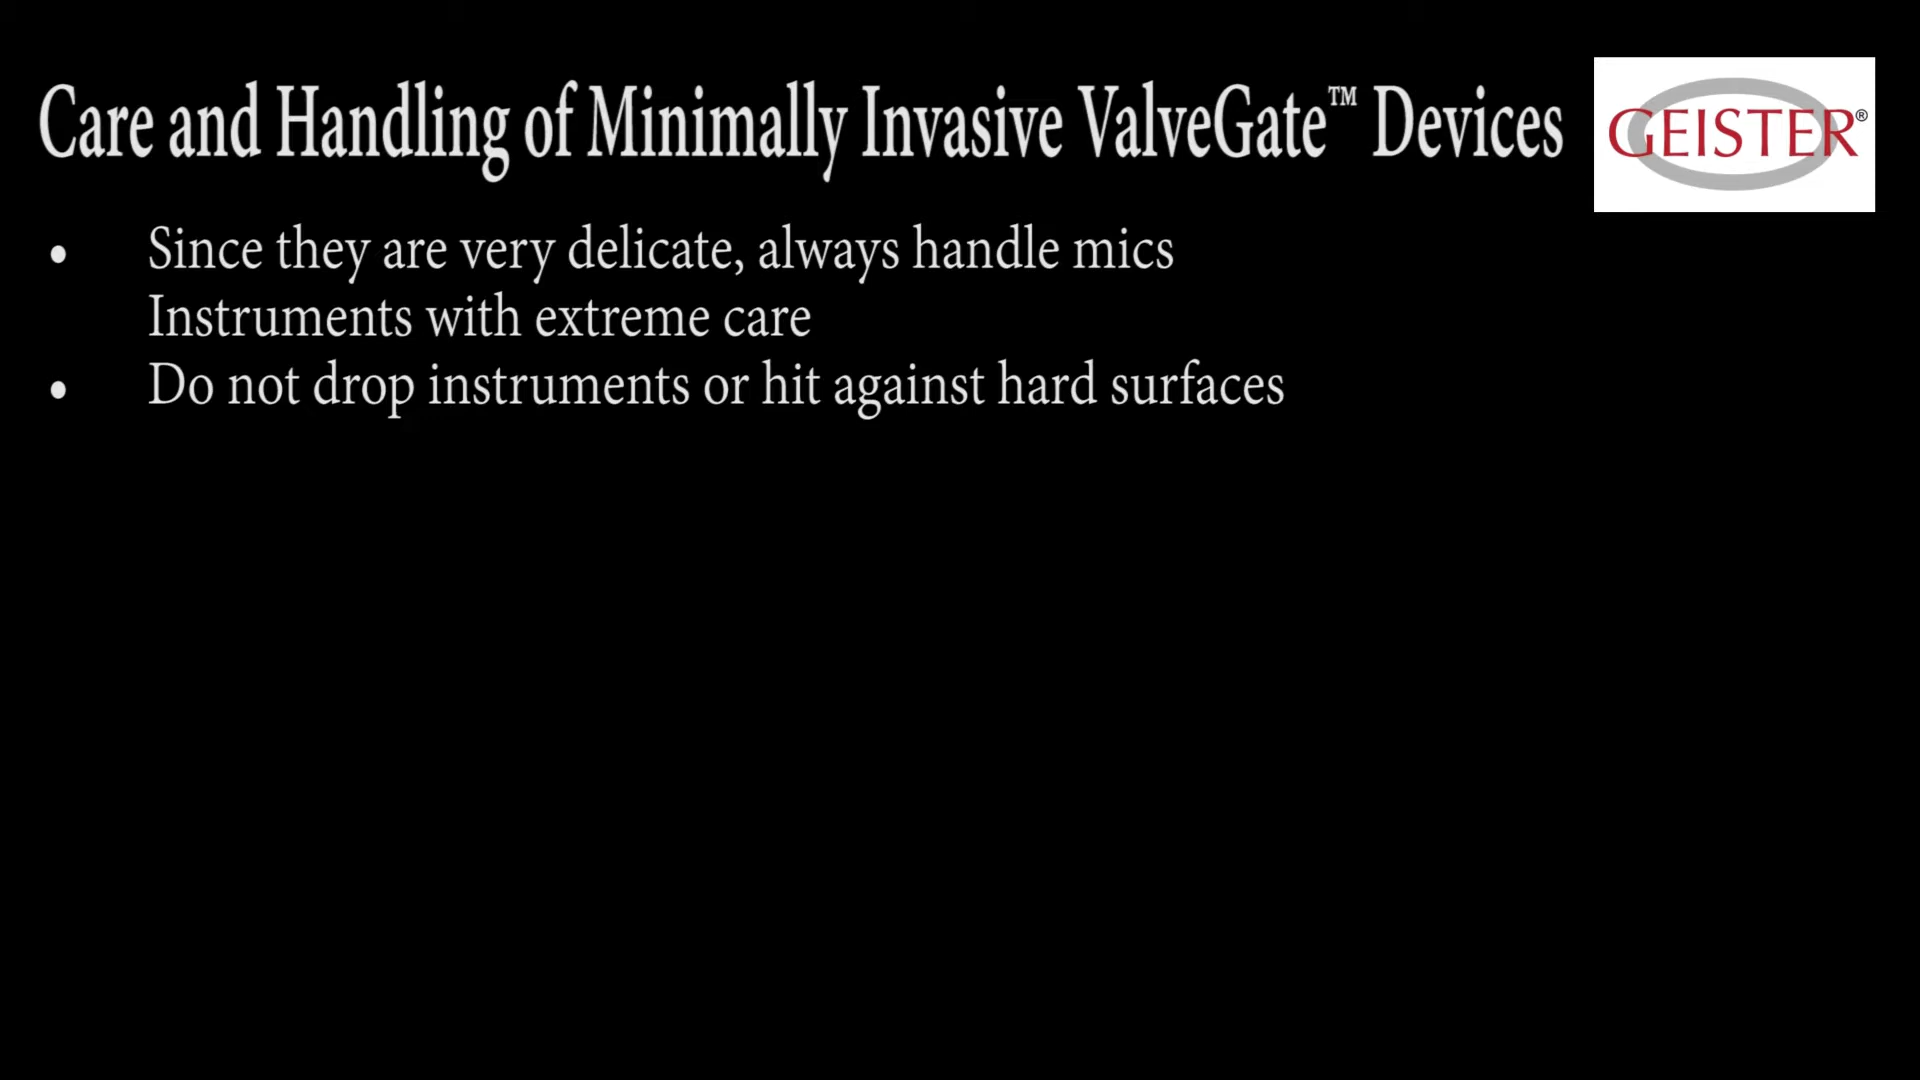 Care and Handling of Minimally Invasive ValveGate™ Devices
GEISTER®
• Since they are very delicate, always handle mics
Instruments with extreme care
• Do not drop instruments or hit against hard surfaces